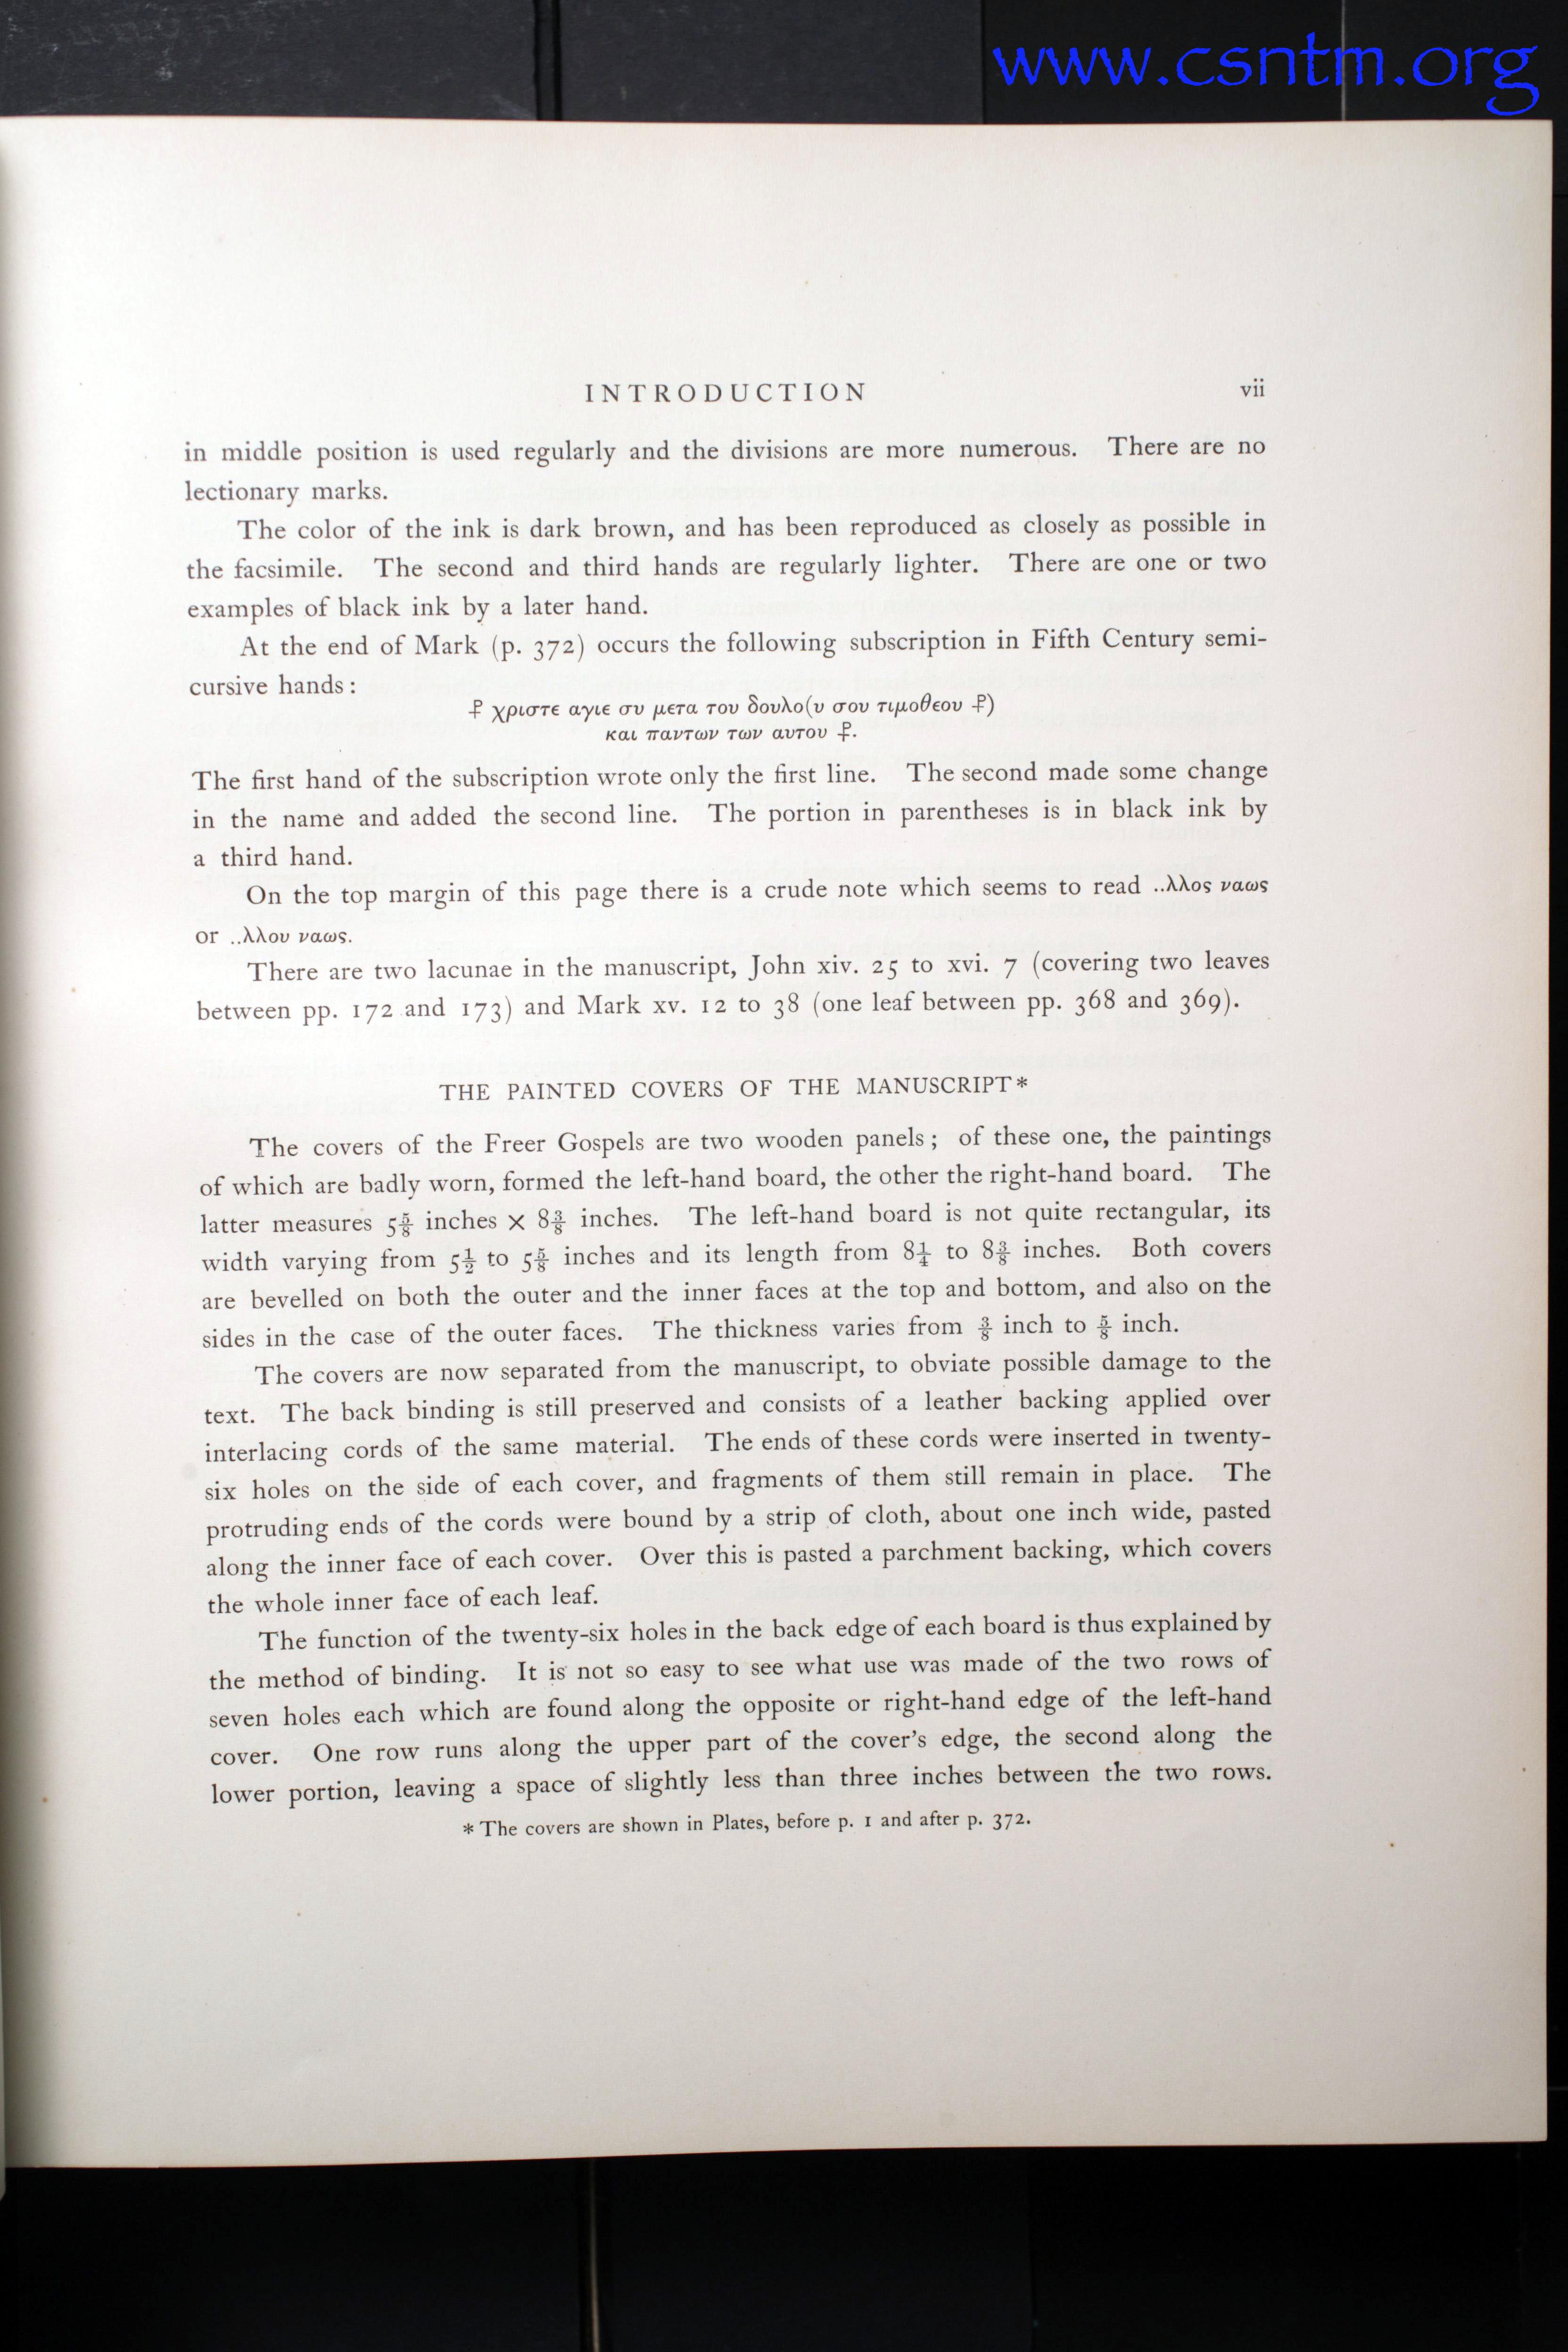 www.csntm.org
INTRODUCTION vii
in middle position is used regularly and the divisions are more numerous. There are no
lectionary marks.
The color of the ink is dark brown, and has been reproduced as closely as possible in
the facsimile. The second and third hands are regularly lighter. There are one or two
examples of black ink by a later hand.
At the end of Mark (p. 372) occurs the following subscription in Fifth Century semi-
cursive hands:
⳨ χριστε αγιε συ μετα του δουλο(υ σου τιμοθεου ⳨)
και παντων των αυτου ⳨.
The first hand of the subscription wrote only the first line. The second made some change
in the name and added the second line. The portion in parentheses is in black ink by
a third hand.
On the top margin of this page there is a crude note which seems to read ..λλος ναως
or ..λλου ναως.
There are two lacunae in the manuscript, John xiv. 25 to xvi. 7 (covering two leaves
between pp. 172 and 173) and Mark xv. 12 to 38 (one leaf between pp. 368 and 369).
THE PAINTED COVERS OF THE MANUSCRIPT*
The covers of the Freer Gospels are two wooden panels; of these one, the paintings
of which are badly worn, formed the left-hand board, the other the right-hand board. The
latter measures 5⅝ inches × 8⅜ inches. The left-hand board is not quite rectangular, its
width varying from 5½ to 5⅝ inches and its length from 8¼ to 8⅜ inches. Both covers
are bevelled on both the outer and the inner faces at the top and bottom, and also on the
sides in the case of the outer faces. The thickness varies from ⅜ inch to ⅝ inch.
The covers are now separated from the manuscript, to obviate possible damage to the
text. The back binding is still preserved and consists of a leather backing applied over
interlacing cords of the same material. The ends of these cords were inserted in twenty-
six holes on the side of each cover, and fragments of them still remain in place. The
protruding ends of the cords were bound by a strip of cloth, about one inch wide, pasted
along the inner face of each cover. Over this is pasted a parchment backing, which covers
the whole inner face of each leaf.
The function of the twenty-six holes in the back edge of each board is thus explained by
the method of binding. It is not so easy to see what use was made of the two rows of
seven holes each which are found along the opposite or right-hand edge of the left-hand
cover. One row runs along the upper part of the cover's edge, the second along the
lower portion, leaving a space of slightly less than three inches between the two rows.
* The covers are shown in Plates, before p. 1 and after p. 372.